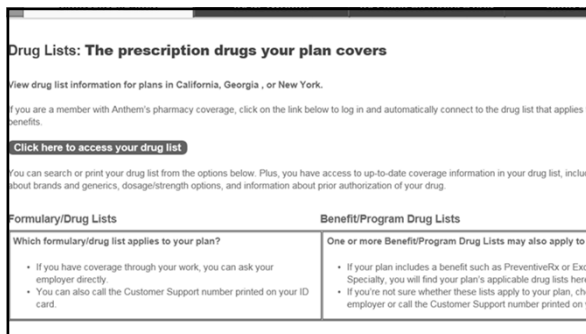 Drug Lists: The prescription drugs your plan covers
View drug list information for plans in California, Georgia , or New York.
If you are a member with Anthem's pharmacy coverage, click on the link below to log in and automatically connect to the drug list that applies
benefits.
Click here to access your drug list
You can search or print your drug list from the options below. Plus, you have access to up-to-date coverage information in your drug list,
about brands and generics, dosage/strength options, and information about prior authorization of your drug.
Formulary/Drug Lists
Benefit/Program Drug Lists
Which formulary/drug list applies to your plan?
• If you have coverage through your work, you can ask your
employer directly.
• You can also call the Customer Support number printed on your ID
card.
One or more Benefit/Program Drug Lists may also apply to
• If your plan includes a benefit such as PreventiveRx or
Specialty, you will find your plan's applicable drug lists
• If you're not sure whether these lists apply to your plan,
employer or call the Customer Support number printed on